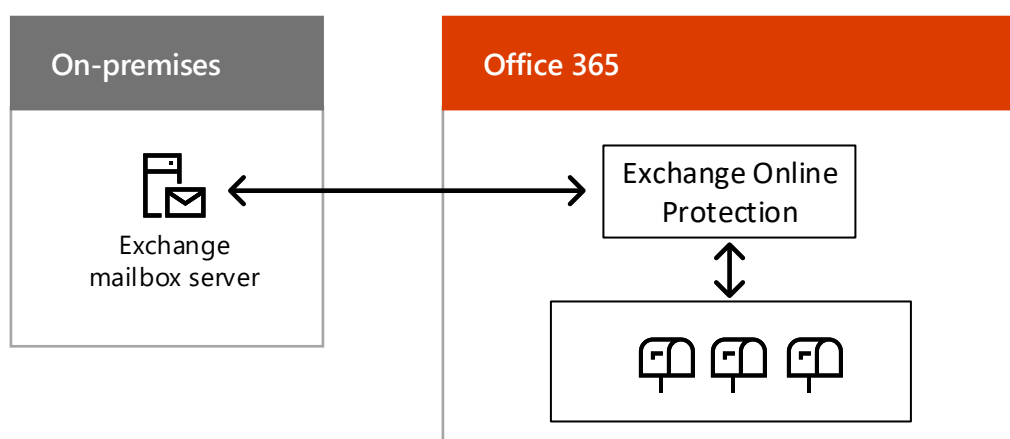 On-premises
Office 365
Exchange
mailbox server
Exchange Online
Protection